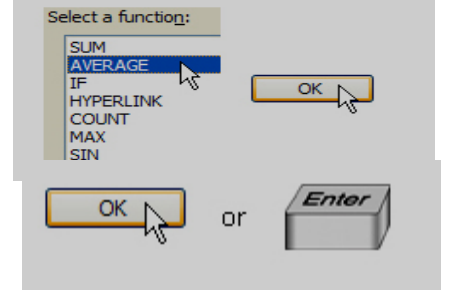 Select a function:
SUM
AVERAGE
IF
HYPERLINK
COUNT
MAX
SIN
OK
OK or Enter